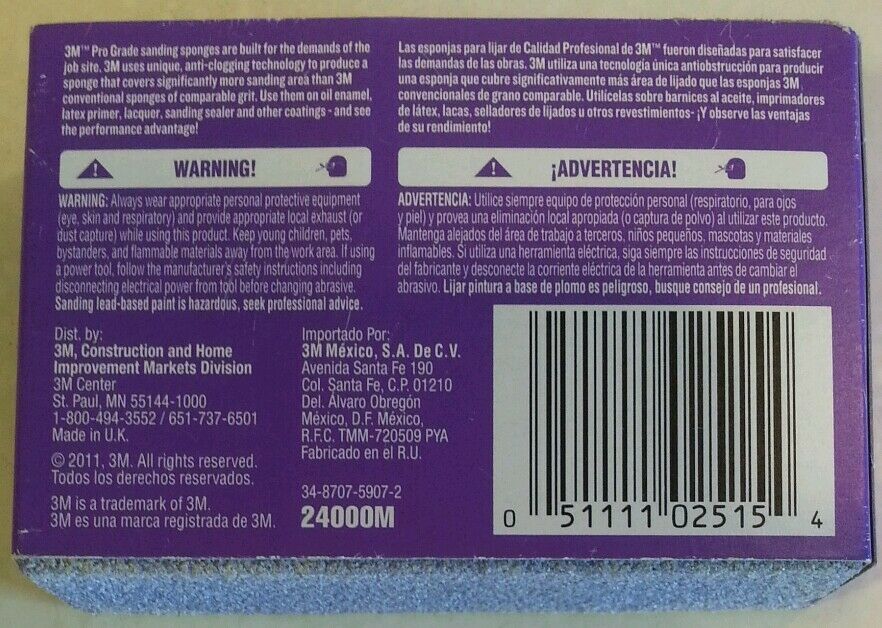 3M™ Pro Grade sanding sponges are built for the demands of the
job site. 3M uses unique, anti-clogging technology to produce a
sponge that covers significantly more sanding area than 3M
conventional sponges of comparable grit. Use them on oil enamel,
latex primer, lacquer, sanding sealer and other coatings - and see
the performance advantage!
WARNING!
WARNING: Always wear appropriate personal protective equipment
(eye, skin and respiratory) and provide appropriate local exhaust (or
dust capture) while using this product. Keep young children, pets,
bystanders, and flammable materials away from the work area. If using
a power tool, follow the manufacturer's safety instructions including
disconnecting electrical power from tool before changing abrasive.
Sanding lead-based paint is hazardous, seek professional advice.
Las esponjas para lijar de Calidad Profesional de 3M™ fueron diseñadas para satisfacer
las demandas de las obras. 3M utiliza una tecnología única antiobstrucción para producir
una esponja que cubre significativamente más área de lijado que las esponjas 3M
convencionales de grano comparable. Utilícelas sobre barnices al aceite, imprimadores
de látex, lacas, selladores de lijados u otros revestimientos- ¡Y observe las ventajas
de su rendimiento!
¡ADVERTENCIA!
ADVERTENCIA: Utilice siempre equipo de protección personal (respiratorio, para ojos
y piel) y provea una eliminación local apropiada (o captura de polvo) al utilizar este producto.
Mantenga alejados del área de trabajo a terceros, niños pequeños, mascotas y materiales
inflamables. Si utiliza una herramienta eléctrica, siga siempre las instrucciones de seguridad
del fabricante y desconecte la corriente eléctrica de la herramienta antes de cambiar el
abrasivo. Lijar pintura a base de plomo es peligroso, busque consejo de un profesional.
Dist. by:
3M, Construction and Home
Improvement Markets Division
3M Center
St. Paul, MN 55144-1000
1-800-494-3552 / 651-737-6501
Made in U.K.
© 2011, 3M. All rights reserved.
Todos los derechos reservados.
3M is a trademark of 3M.
3M es una marca registrada de 3M.
Importado Por:
3M México, S.A. De C.V.
Avenida Santa Fe 190
Col. Santa Fe, C.P. 01210
Del. Álvaro Obregón
México, D.F. México,
R.F.C. TMM-720509 PYA
Fabricado en el R.U.
34-8707-5907-2
24000M
0 51111 02515 4